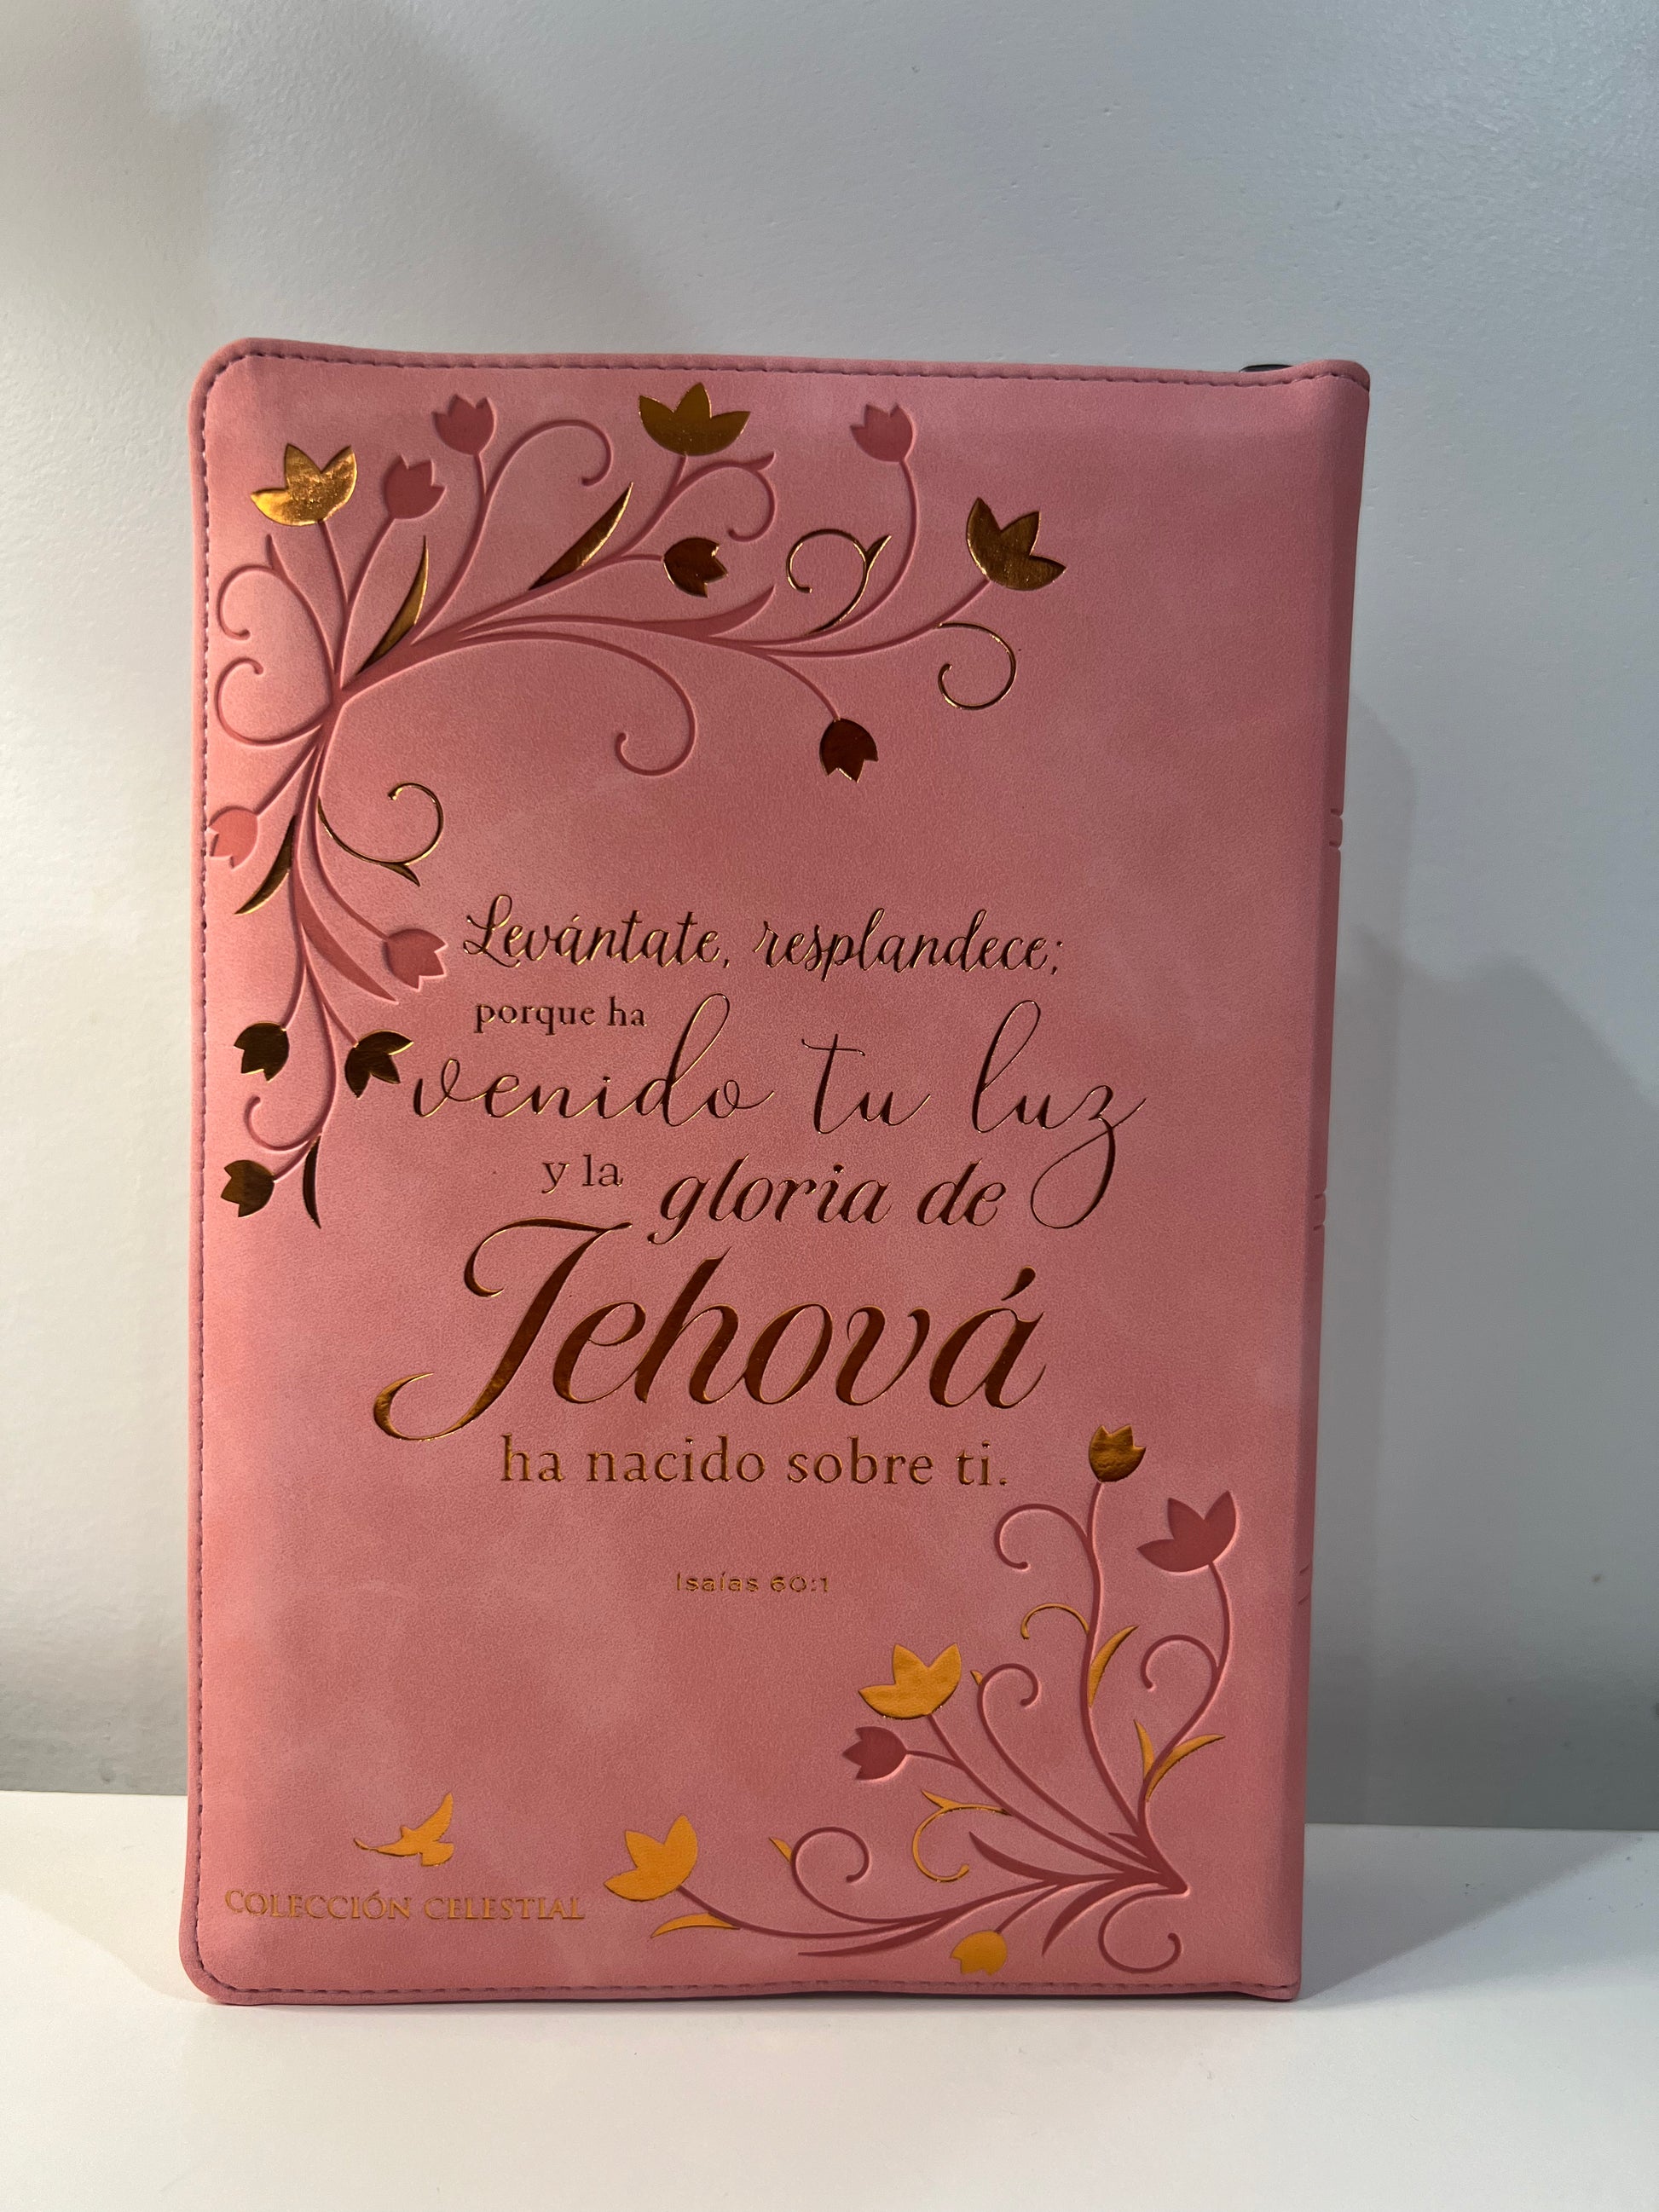 Levántate, resplandece;
porque ha
venido tu luz
y la gloria de
Jehová
ha nacido sobre ti.
Isaías 60:1
COLECCIÓN CELESTIAL